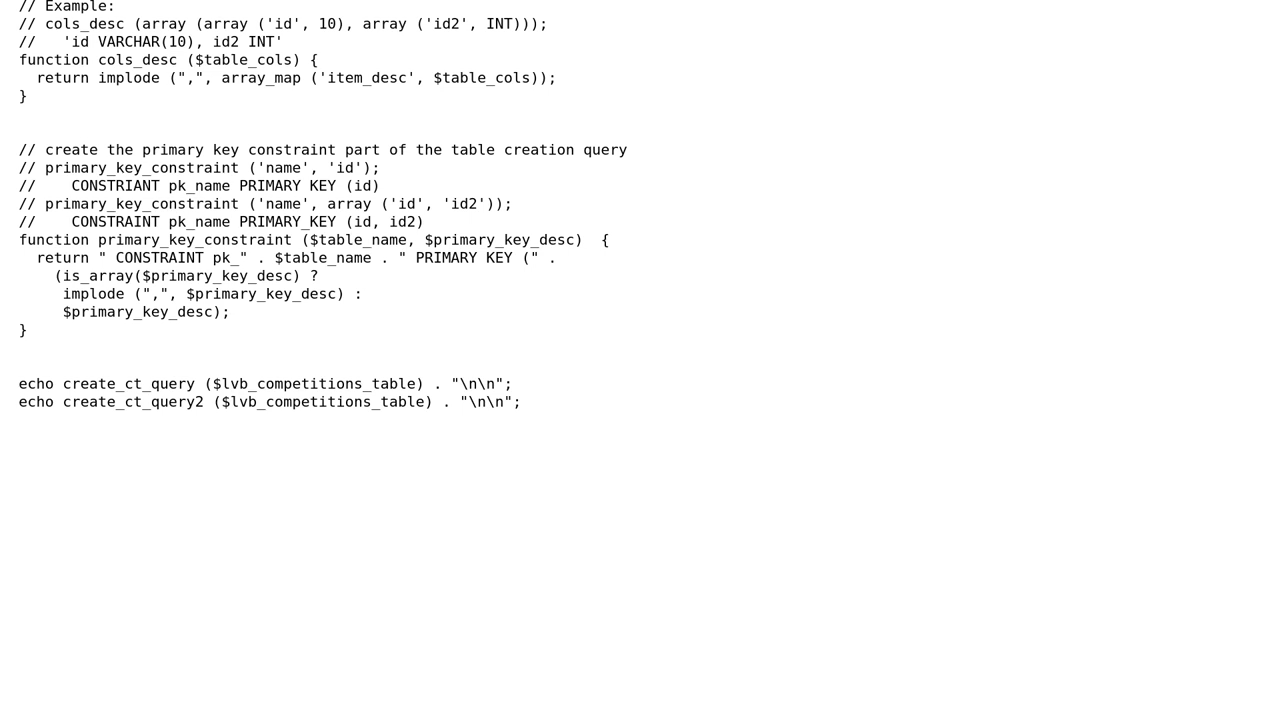 // Example:
// cols_desc (array (array ('id', 10), array ('id2', INT)));
//   'id VARCHAR(10), id2 INT'
function cols_desc ($table_cols) {
  return implode (",", array_map ('item_desc', $table_cols));
}


// create the primary key constraint part of the table creation query
// primary_key_constraint ('name', 'id');
//    CONSTRIANT pk_name PRIMARY KEY (id)
// primary_key_constraint ('name', array ('id', 'id2'));
//    CONSTRAINT pk_name PRIMARY_KEY (id, id2)
function primary_key_constraint ($table_name, $primary_key_desc)  {
  return " CONSTRAINT pk_" . $table_name . " PRIMARY KEY (" .
    (is_array($primary_key_desc) ?
     implode (",", $primary_key_desc) :
     $primary_key_desc);
}


echo create_ct_query ($lvb_competitions_table) . "\n\n";
echo create_ct_query2 ($lvb_competitions_table) . "\n\n";